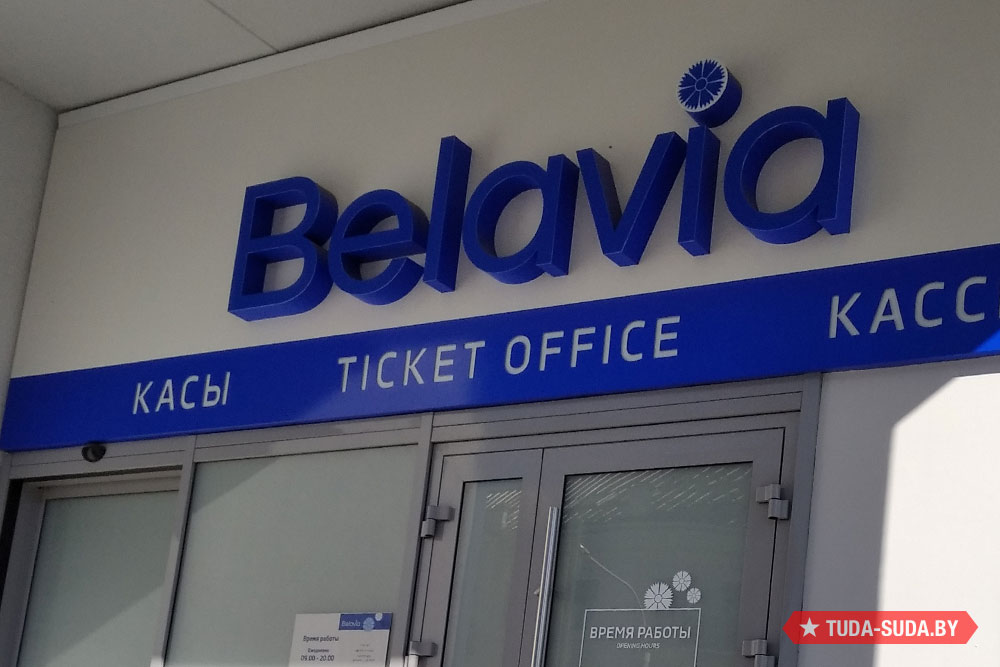 Belavia
КАСЫ
TICKET OFFICE
КАСС
Belavia
Время работы
Ежедневно
09.00 - 20.00
ВРЕМЯ РАБОТЫ
OPENING HOURS
TUDA-SUDA.BY